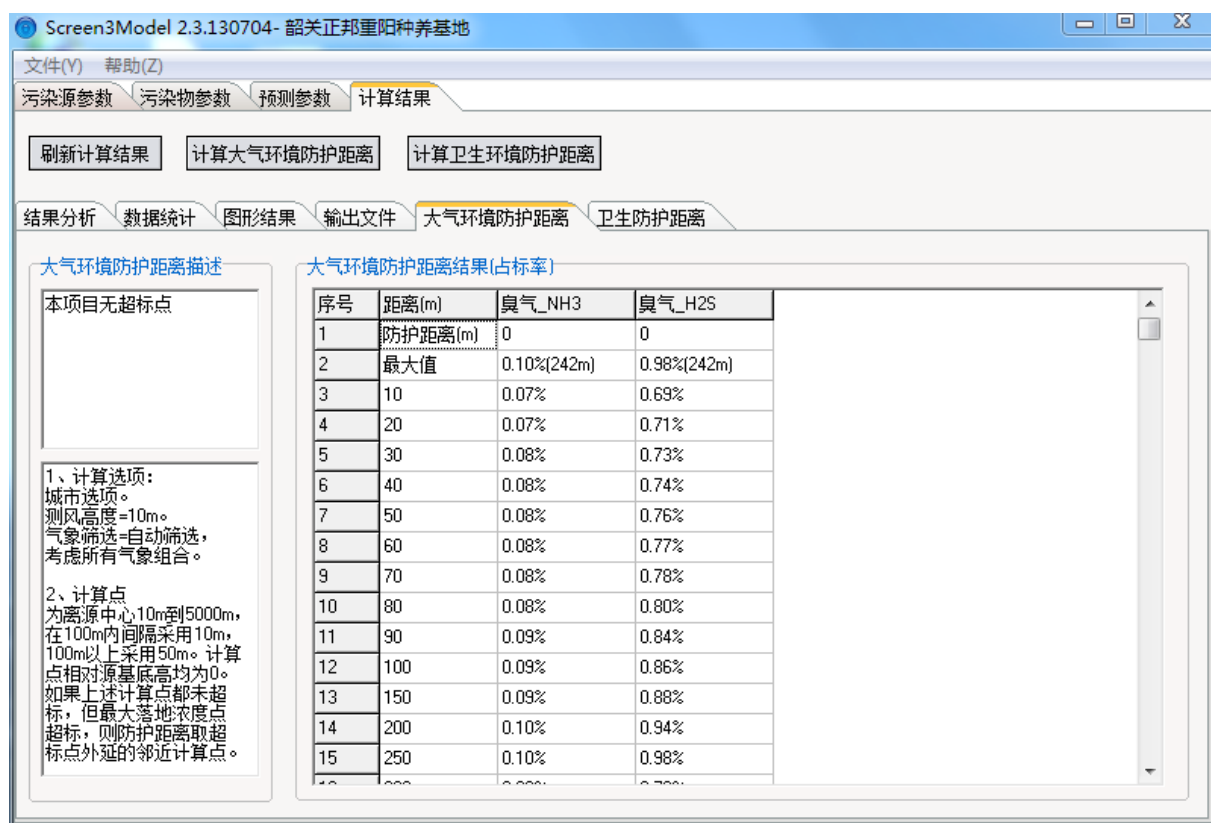 Screen3Model 2.3.130704- 韶关正邦重阳种养基地
文件(Y) 帮助(Z)
污染源参数 污染物参数 预测参数 计算结果
刷新计算结果 计算大气环境防护距离 计算卫生环境防护距离
结果分析 数据统计 图形结果 输出文件 大气环境防护距离 卫生防护距离
大气环境防护距离描述
本项目无超标点
1、计算选项：
城市选项。
测风高度=10m。
气象筛选=自动筛选，
考虑所有气象组合。
2、计算点
为离源中心10m到5000m，
在100m内间隔采用10m，
100m以上采用50m。计算
点相对源基底高均为0。
如果上述计算点都未超
标，但最大落地浓度点
超标，则防护距离取超
标点外延的邻近计算点。
大气环境防护距离结果(占标率)
序号 距离(m) 臭气_NH3 臭气_H2S
1 防护距离(m) 0 0
2 最大值 0.10%(242m) 0.98%(242m)
3 10 0.07% 0.69%
4 20 0.07% 0.71%
5 30 0.08% 0.73%
6 40 0.08% 0.74%
7 50 0.08% 0.76%
8 60 0.08% 0.77%
9 70 0.08% 0.78%
10 80 0.08% 0.80%
11 90 0.09% 0.84%
12 100 0.09% 0.86%
13 150 0.09% 0.88%
14 200 0.10% 0.94%
15 250 0.10% 0.98%